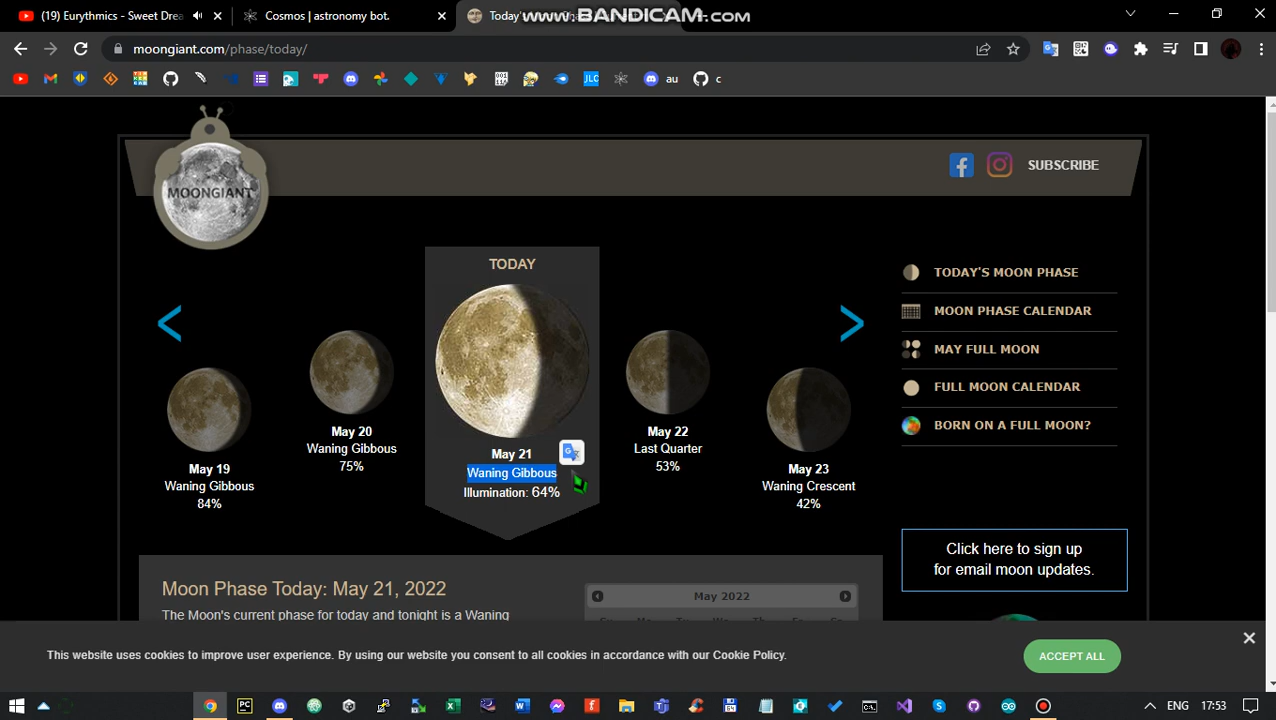 (19) Eurythmics - Sweet Drea
Cosmos | astronomy bot.
Today'
www.BANDICAM.com
moongiant.com/phase/today/
au
c
MOONGIANT
SUBSCRIBE
TODAY
May 19
Waning Gibbous
84%
May 20
Waning Gibbous
75%
May 21
Waning Gibbous
Illumination: 64%
May 22
Last Quarter
53%
May 23
Waning Crescent
42%
TODAY'S MOON PHASE
MOON PHASE CALENDAR
MAY FULL MOON
FULL MOON CALENDAR
BORN ON A FULL MOON?
Click here to sign up
for email moon updates.
Moon Phase Today: May 21, 2022
The Moon's current phase for today and tonight is a Waning
May 2022
This website uses cookies to improve user experience. By using our website you consent to all cookies in accordance with our Cookie Policy.
ACCEPT ALL
ENG
17:53